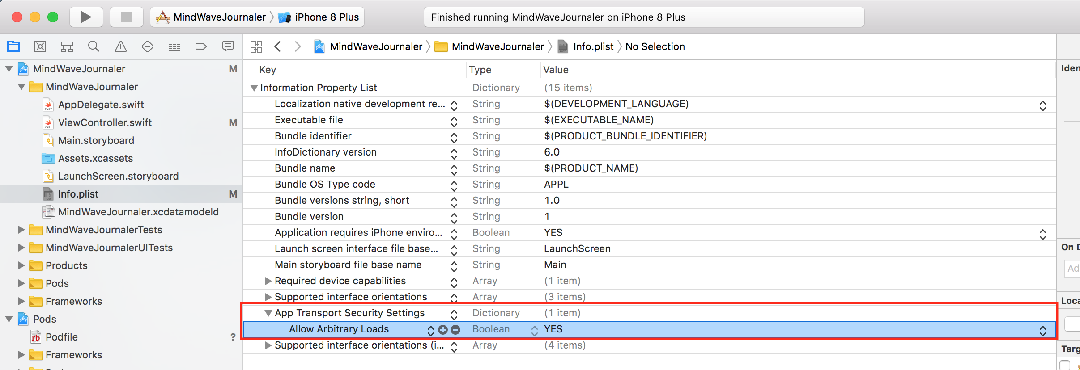 MindWaveJournaler iPhone 8 Plus
Finished running MindWaveJournaler on iPhone 8 Plus
MindWaveJournaler MindWaveJournaler Info.plist No Selection
MindWaveJournaler M
MindWaveJournaler
AppDelegate.swift
ViewController.swift M
Main.storyboard
Assets.xcassets
LaunchScreen.storyboard
Info.plist M
MindWaveJournaler.xcdatamodeld
MindWaveJournalerTests
MindWaveJournalerUITests
Products
Pods
Frameworks
Pods
Podfile ?
Frameworks
Key Type Value
Information Property List Dictionary (15 items)
Localization native development re... String $(DEVELOPMENT_LANGUAGE)
Executable file String $(EXECUTABLE_NAME)
Bundle identifier String $(PRODUCT_BUNDLE_IDENTIFIER)
InfoDictionary version String 6.0
Bundle name String $(PRODUCT_NAME)
Bundle OS Type code String APPL
Bundle versions string, short String 1.0
Bundle version String 1
Application requires iPhone enviro... Boolean YES
Launch screen interface file base... String LaunchScreen
Main storyboard file base name String Main
Required device capabilities Array (1 item)
Supported interface orientations Array (3 items)
App Transport Security Settings Dictionary (1 item)
Allow Arbitrary Loads Boolean YES
Supported interface orientations (i... Array (4 items)
Iden
On D
Ad
Loca
Targ